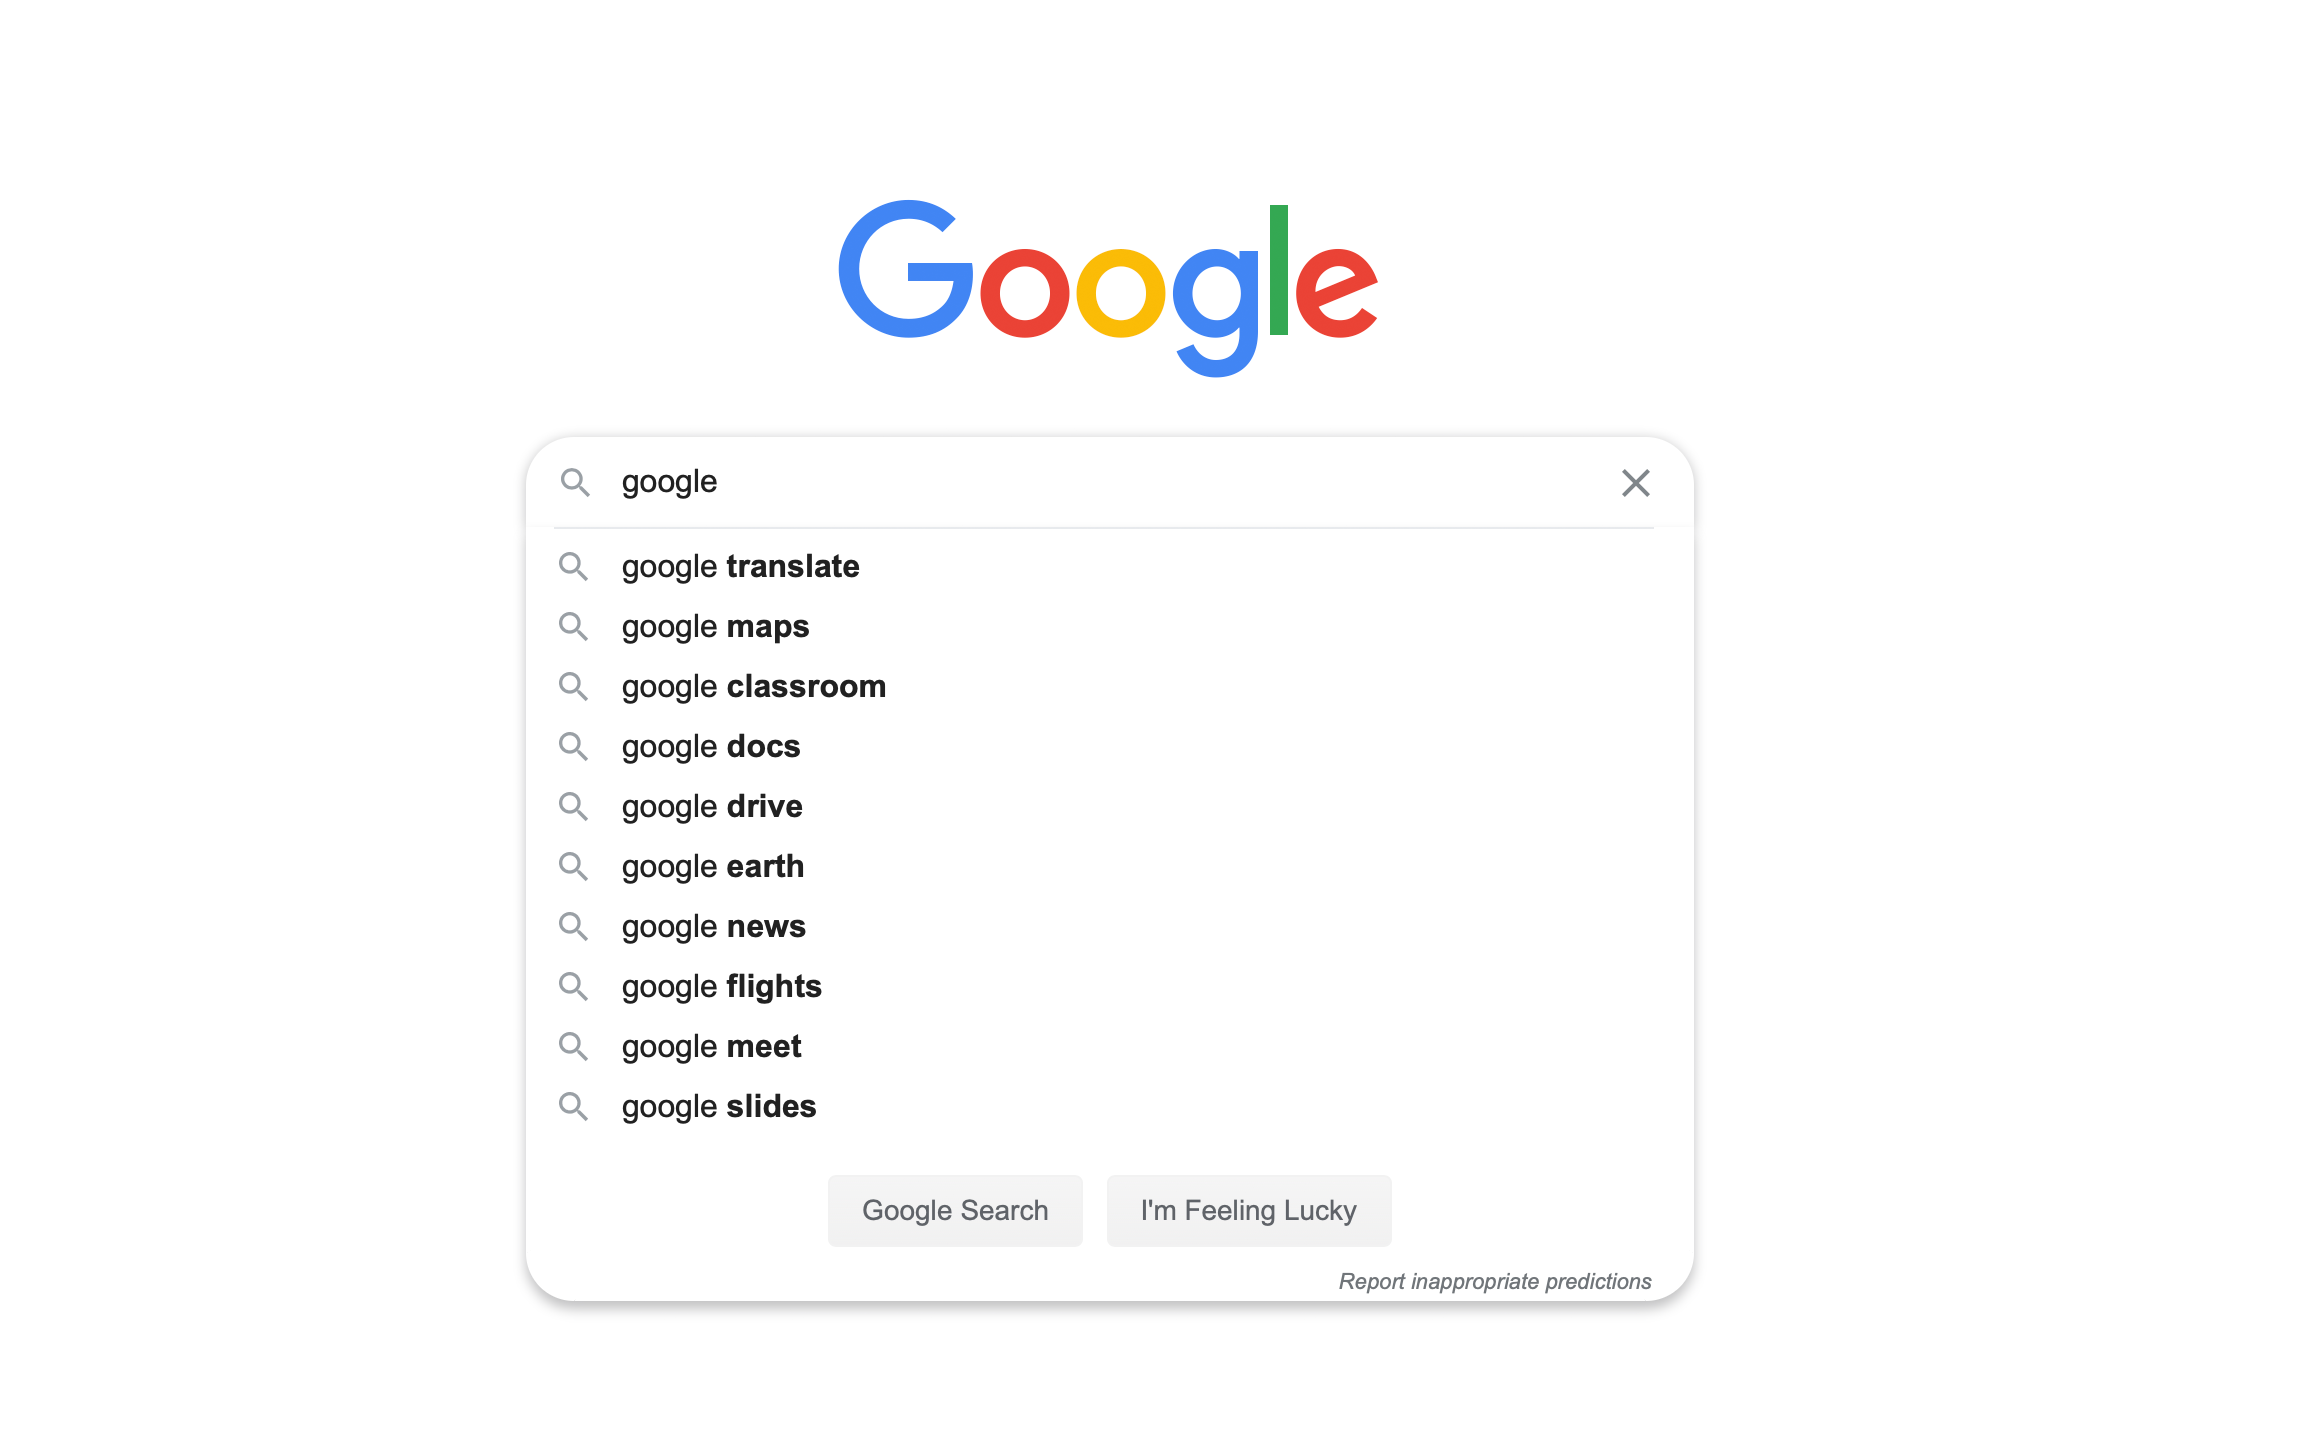 Google
google
google translate
google maps
google classroom
google docs
google drive
google earth
google news
google flights
google meet
google slides
Google Search I'm Feeling Lucky
Report inappropriate predictions